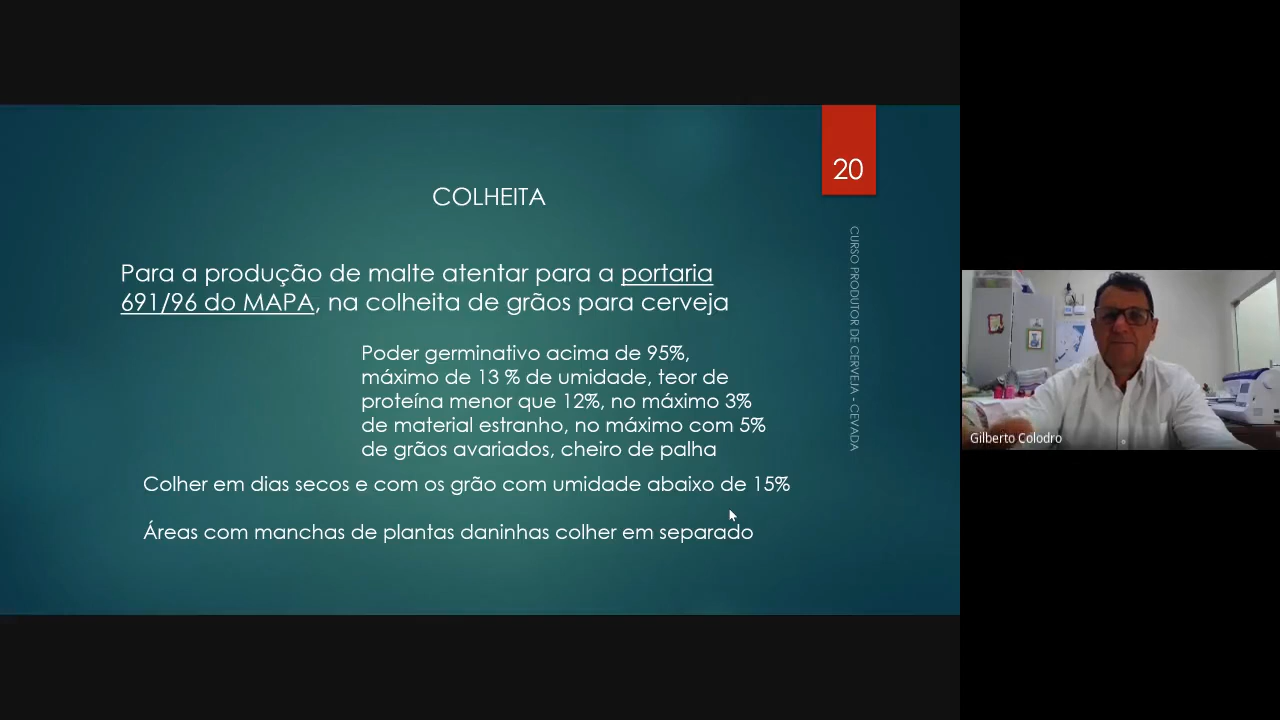 20
COLHEITA
Para a produção de malte atentar para a portaria
691/96 do MAPA, na colheita de grãos para cerveja
Poder germinativo acima de 95%,
máximo de 13 % de umidade, teor de
proteína menor que 12%, no máximo 3%
de material estranho, no máximo com 5%
de grãos avariados, cheiro de palha
Colher em dias secos e com os grão com umidade abaixo de 15%
Áreas com manchas de plantas daninhas colher em separado
CURSO PRODUTOR DE CERVEJA - CEVADA
Gilberto Colodro